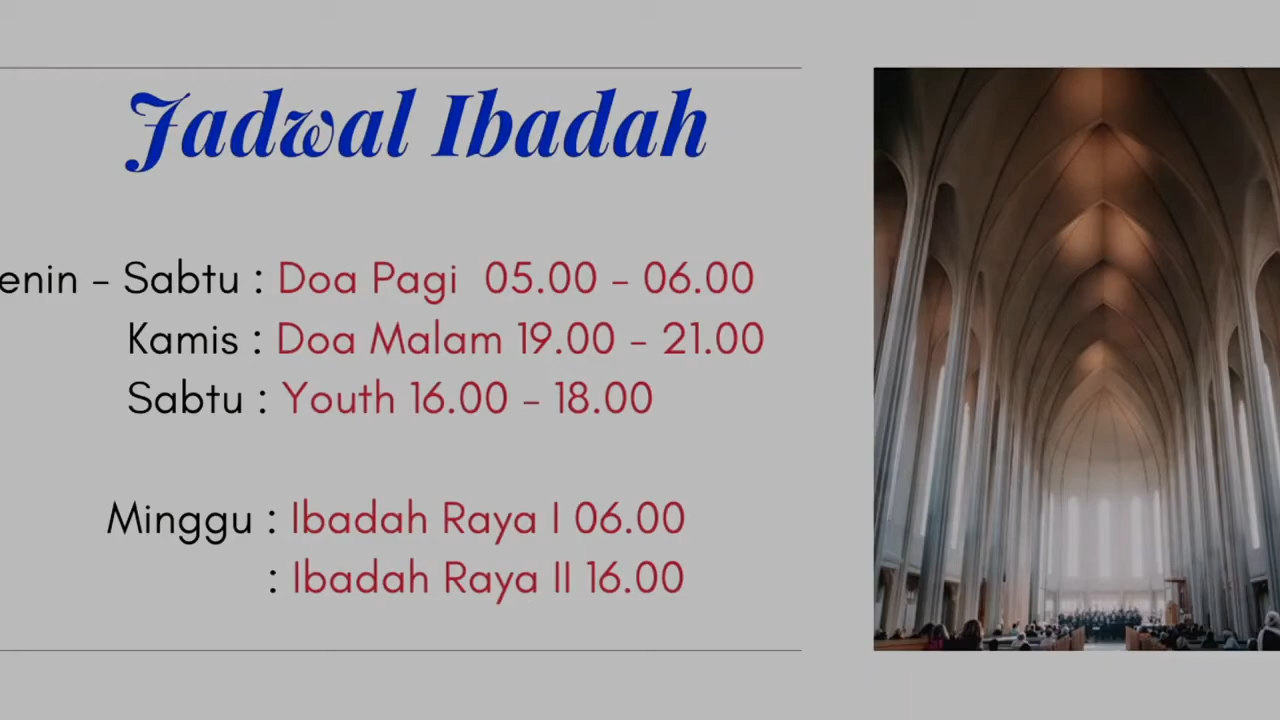 Jadwal Ibadah
enin - Sabtu : Doa Pagi 05.00 - 06.00
Kamis : Doa Malam 19.00 - 21.00
Sabtu : Youth 16.00 - 18.00
Minggu : Ibadah Raya I 06.00
: Ibadah Raya II 16.00